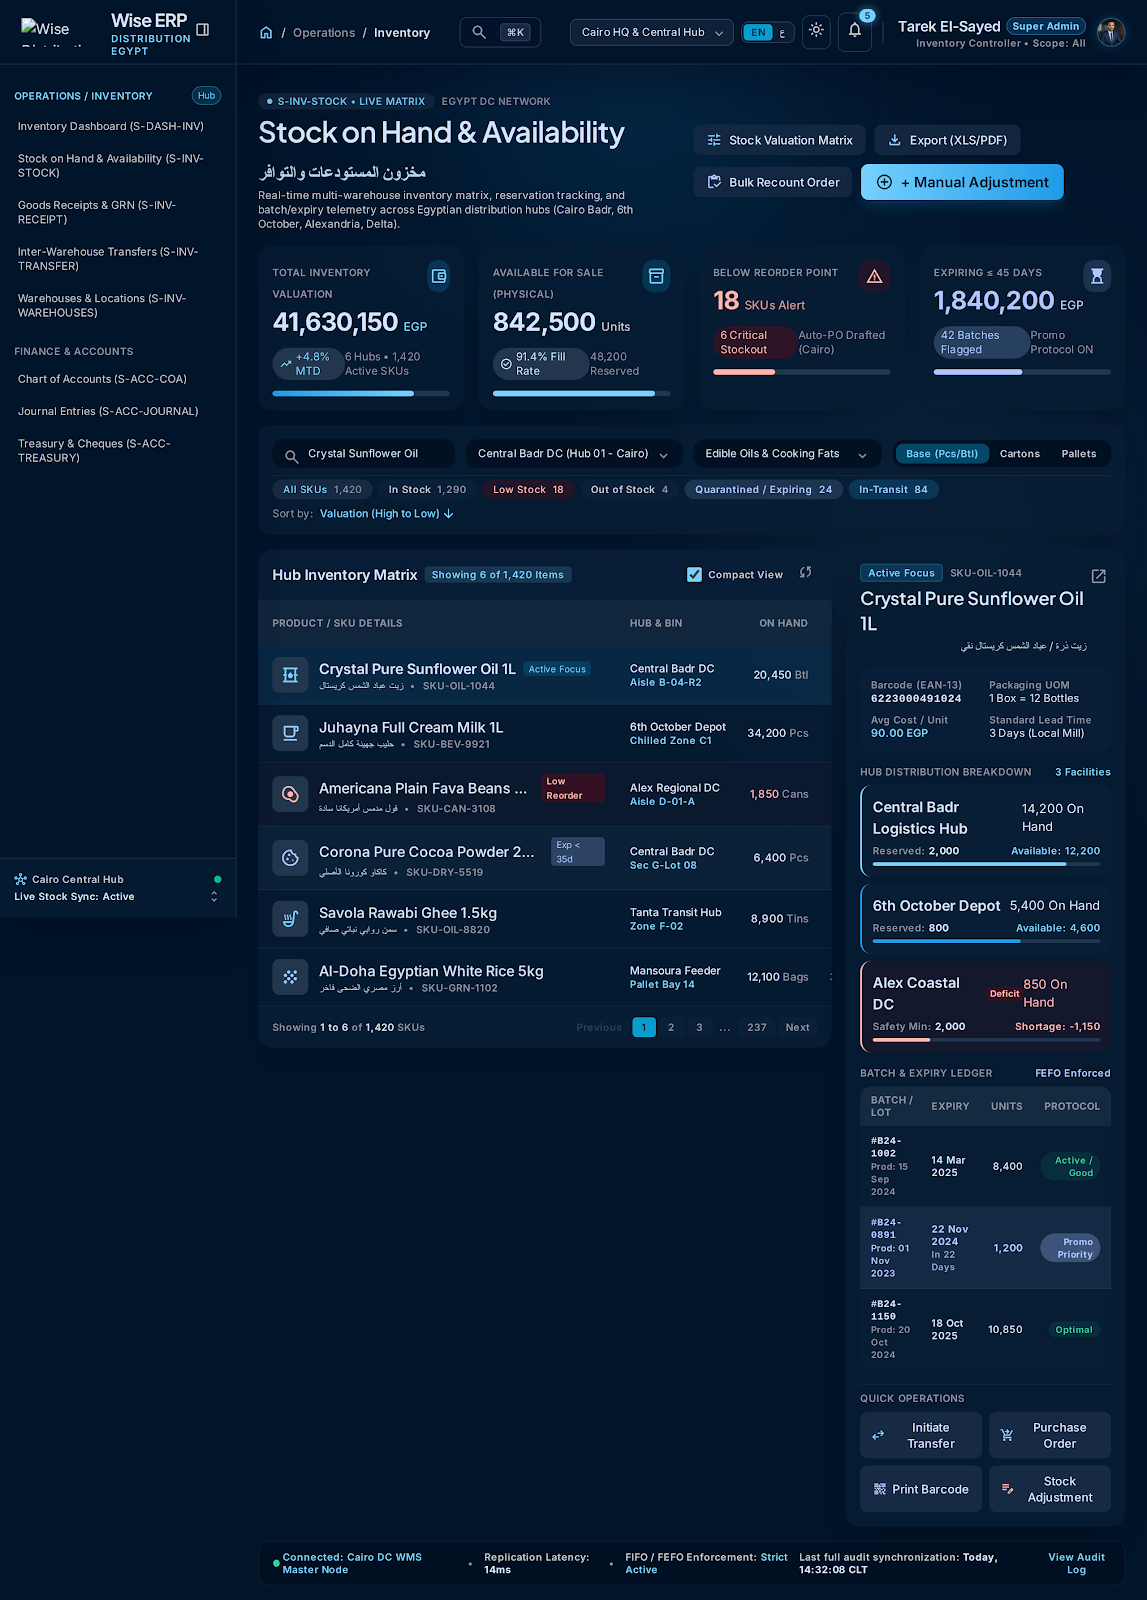 Wise
Wise ERP
DISTRIBUTION
EGYPT
/ Operations / Inventory
⌘K
Cairo HQ & Central Hub
EN ع
5
Tarek El-Sayed Super Admin
Inventory Controller • Scope: All
OPERATIONS / INVENTORY Hub
Inventory Dashboard (S-DASH-INV)
Stock on Hand & Availability (S-INV-
STOCK)
Goods Receipts & GRN (S-INV-
RECEIPT)
Inter-Warehouse Transfers (S-INV-
TRANSFER)
Warehouses & Locations (S-INV-
WAREHOUSES)
FINANCE & ACCOUNTS
Chart of Accounts (S-ACC-COA)
Journal Entries (S-ACC-JOURNAL)
Treasury & Cheques (S-ACC-
TREASURY)
Cairo Central Hub
Live Stock Sync: Active
• S-INV-STOCK • LIVE MATRIX EGYPT DC NETWORK
Stock on Hand & Availability
مخزون المستودعات والتوافر
Real-time multi-warehouse inventory matrix, reservation tracking, and
batch/expiry telemetry across Egyptian distribution hubs (Cairo Badr, 6th
October, Alexandria, Delta).
Stock Valuation Matrix
Export (XLS/PDF)
Bulk Recount Order
+ Manual Adjustment
TOTAL INVENTORY
VALUATION
41,630,150 EGP
+4.8%
MTD
6 Hubs • 1,420
Active SKUs
AVAILABLE FOR SALE
(PHYSICAL)
842,500 Units
91.4% Fill
Rate
48,200
Reserved
BELOW REORDER POINT
18 SKUs Alert
6 Critical
Stockout
Auto-PO Drafted
(Cairo)
EXPIRING ≤ 45 DAYS
1,840,200 EGP
42 Batches
Flagged
Promo
Protocol ON
Crystal Sunflower Oil
Central Badr DC (Hub 01 - Cairo)
Edible Oils & Cooking Fats
Base (Pcs/Btl) Cartons Pallets
All SKUs 1,420
In Stock 1,290
Low Stock 18
Out of Stock 4
Quarantined / Expiring 24
In-Transit 84
Sort by: Valuation (High to Low)
Hub Inventory Matrix Showing 6 of 1,420 Items
Compact View
PRODUCT / SKU DETAILS HUB & BIN ON HAND
Crystal Pure Sunflower Oil 1L Active Focus
زيت عباد الشمس كريستال • SKU-OIL-1044
Central Badr DC
Aisle B-04-R2
20,450 Btl
Juhayna Full Cream Milk 1L
حليب جهينة كامل الدسم • SKU-BEV-9921
6th October Depot
Chilled Zone C1
34,200 Pcs
Americana Plain Fava Beans ...
Low
Reorder
فول مدمس أمريكانا سادة • SKU-CAN-3108
Alex Regional DC
Aisle D-01-A
1,850 Cans
Corona Pure Cocoa Powder 2...
Exp <
35d
كاكاو كورونا الأصلي • SKU-DRY-5519
Central Badr DC
Sec G-Lot 08
6,400 Pcs
Savola Rawabi Ghee 1.5kg
سمن روابي نباتي صافي • SKU-OIL-8820
Tanta Transit Hub
Zone F-02
8,900 Tins
Al-Doha Egyptian White Rice 5kg
أرز مصري الضحى فاخر • SKU-GRN-1102
Mansoura Feeder
Pallet Bay 14
12,100 Bags
Showing 1 to 6 of 1,420 SKUs
Previous 1 2 3 ... 237 Next
Active Focus SKU-OIL-1044
Crystal Pure Sunflower Oil
1L
زيت ذرة / عباد الشمس كريستال نقي
Barcode (EAN-13)
6223000491024
Packaging UOM
1 Box = 12 Bottles
Avg Cost / Unit
90.00 EGP
Standard Lead Time
3 Days (Local Mill)
HUB DISTRIBUTION BREAKDOWN 3 Facilities
Central Badr
Logistics Hub
14,200 On
Hand
Reserved: 2,000 Available: 12,200
6th October Depot 5,400 On Hand
Reserved: 800 Available: 4,600
Alex Coastal
DC
Deficit
850 On
Hand
Safety Min: 2,000 Shortage: -1,150
BATCH & EXPIRY LEDGER FEFO Enforced
BATCH /
LOT
EXPIRY UNITS PROTOCOL
#B24-
1002
Prod: 15
Sep
2024
14 Mar
2025
8,400
Active /
Good
#B24-
0891
Prod: 01
Nov
2023
22 Nov
2024
In 22
Days
1,200
Promo
Priority
#B24-
1150
Prod: 20
Oct
2024
18 Oct
2025
10,850
Optimal
QUICK OPERATIONS
Initiate
Transfer
Purchase
Order
Print Barcode
Stock
Adjustment
Connected: Cairo DC WMS
Master Node
•
Replication Latency:
14ms
•
FIFO / FEFO Enforcement: Strict
Active
Last full audit synchronization: Today,
14:32:08 CLT
View Audit
Log